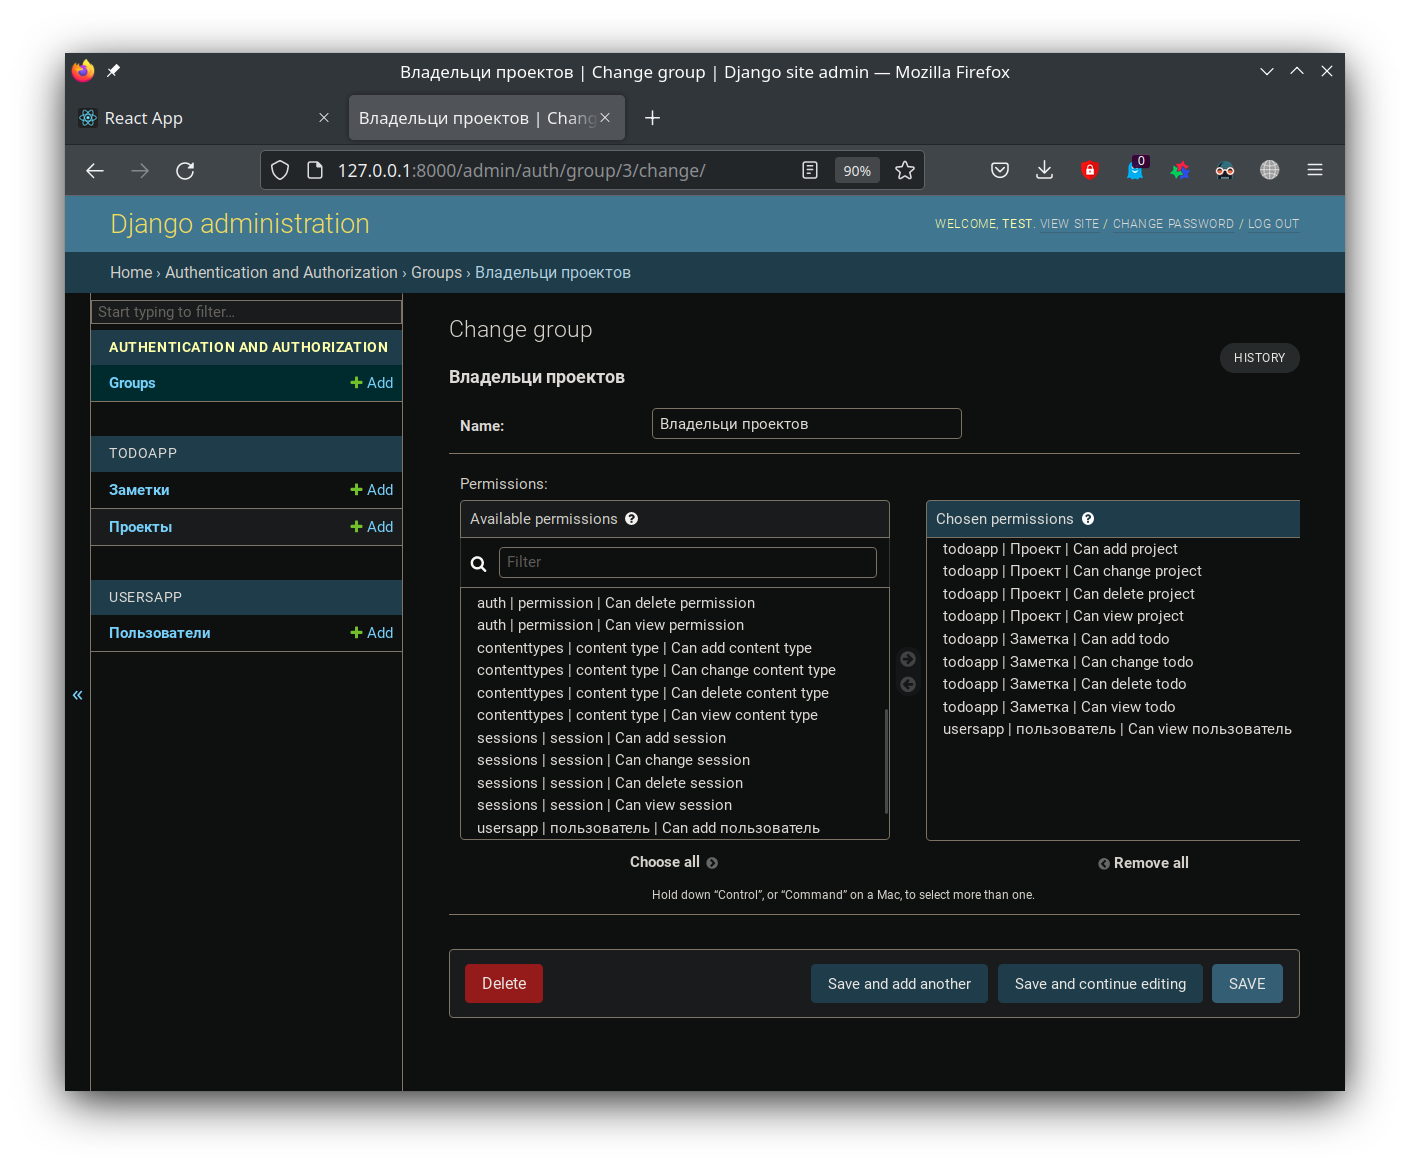 Владельци проектов | Change group | Django site admin — Mozilla Firefox
React App
Владельци проектов | Chang
127.0.0.1:8000/admin/auth/group/3/change/
90%
0
Django administration
WELCOME, TEST. VIEW SITE / CHANGE PASSWORD / LOG OUT
Home › Authentication and Authorization › Groups › Владельци проектов
Start typing to filter…
AUTHENTICATION AND AUTHORIZATION
Groups
Add
TODOAPP
Заметки
Add
Проекты
Add
USERSAPP
Пользователи
Add
«
Change group
HISTORY
Владельци проектов
Name:
Владельци проектов
Permissions:
Available permissions
Filter
auth | permission | Can delete permission
auth | permission | Can view permission
contenttypes | content type | Can add content type
contenttypes | content type | Can change content type
contenttypes | content type | Can delete content type
contenttypes | content type | Can view content type
sessions | session | Can add session
sessions | session | Can change session
sessions | session | Can delete session
sessions | session | Can view session
usersapp | пользователь | Can add пользователь
Choose all
Chosen permissions
todoapp | Проект | Can add project
todoapp | Проект | Can change project
todoapp | Проект | Can delete project
todoapp | Проект | Can view project
todoapp | Заметка | Can add todo
todoapp | Заметка | Can change todo
todoapp | Заметка | Can delete todo
todoapp | Заметка | Can view todo
usersapp | пользователь | Can view пользователь
Remove all
Hold down “Control”, or “Command” on a Mac, to select more than one.
Delete
Save and add another
Save and continue editing
SAVE